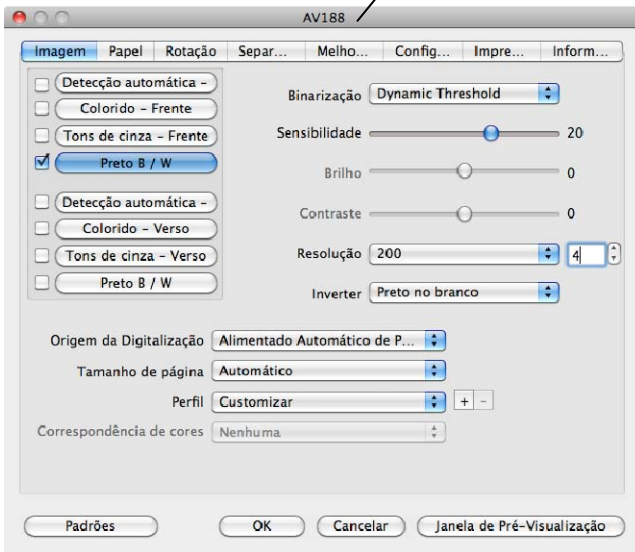 AV188
Imagem Papel Rotação Separ... Melho... Config... Impre... Inform...
Detecção automática -
Colorido - Frente
Tons de cinza - Frente
Preto B / W
Detecção automática -
Colorido - Verso
Tons de cinza - Verso
Preto B / W
Binarização Dynamic Threshold
Sensibilidade 20
Brilho 0
Contraste 0
Resolução 200 4
Inverter Preto no branco
Origem da Digitalização Alimentado Automático de P...
Tamanho de página Automático
Perfil Customizar + -
Correspondência de cores Nenhuma
Padrões OK Cancelar Janela de Pré-Visualização